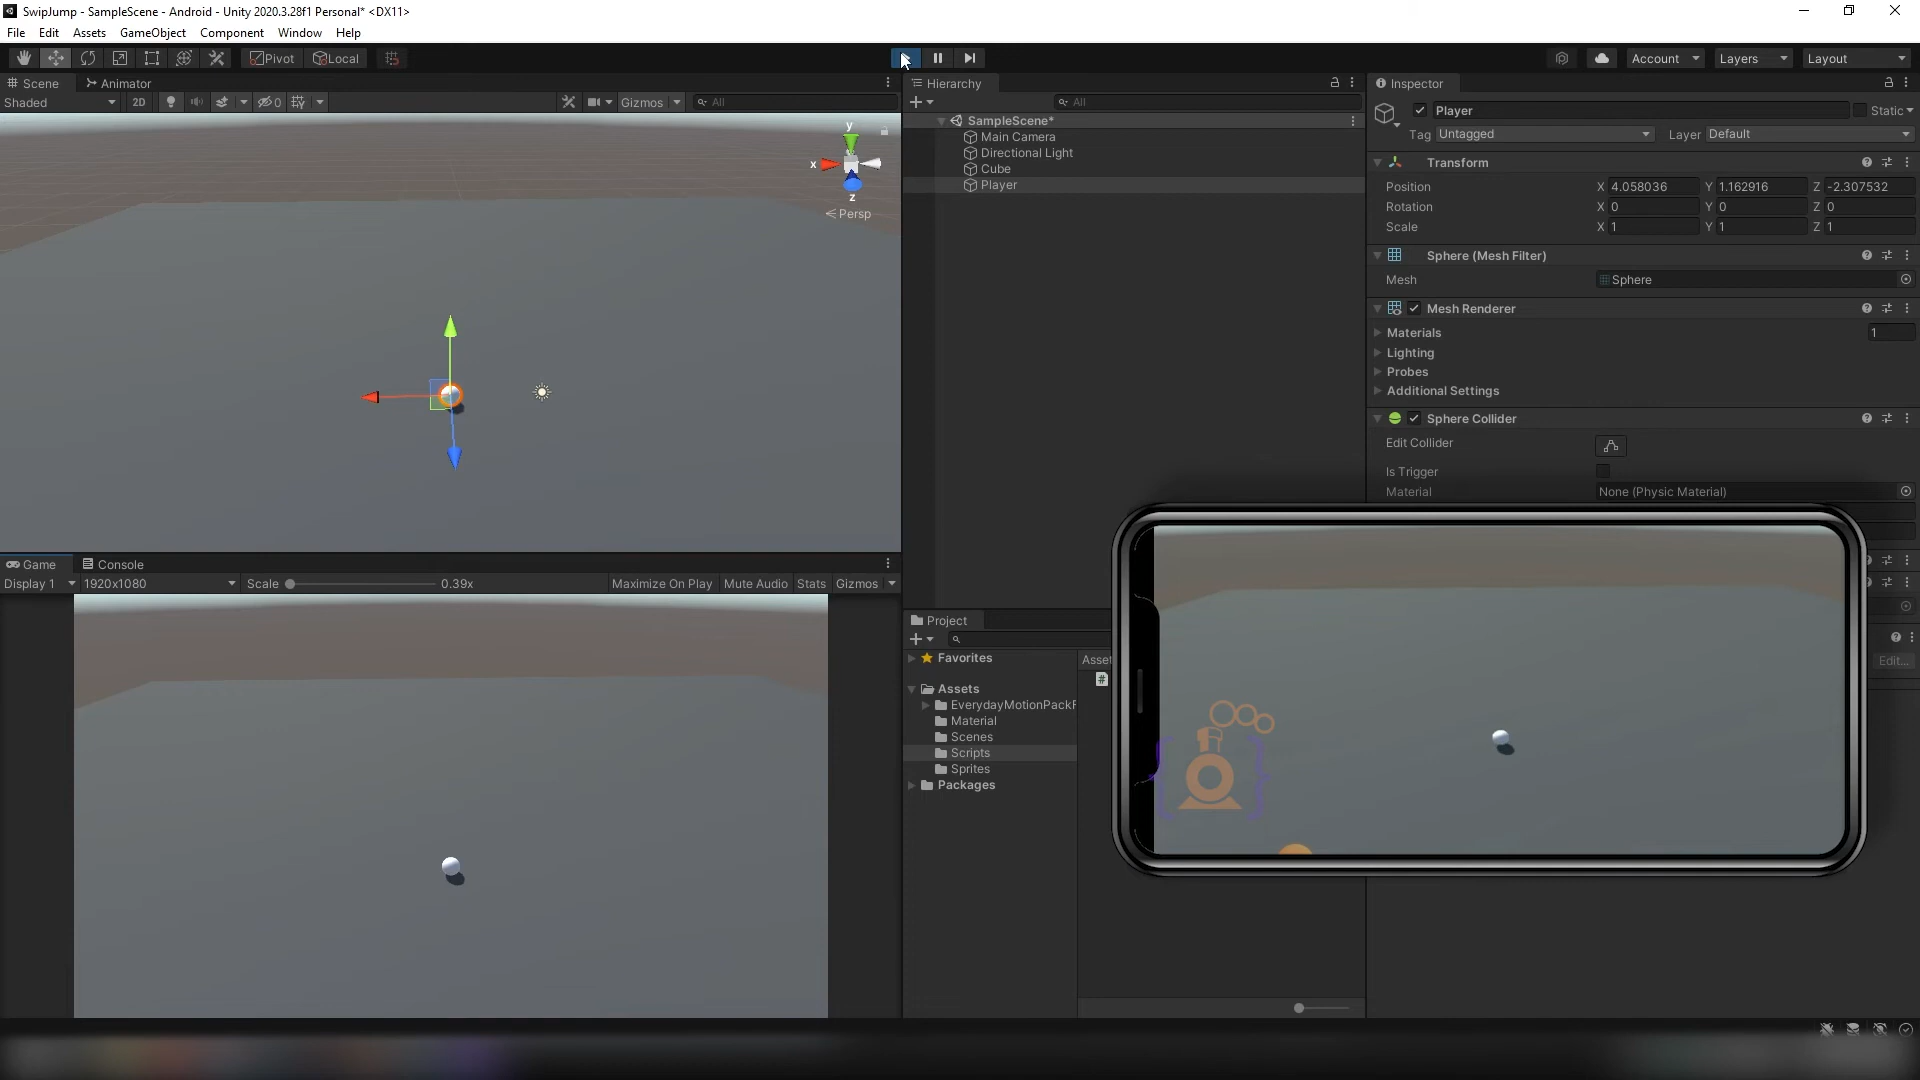 SwipJump - SampleScene - Android - Unity 2020.3.28f1 Personal* <DX11>
File Edit Assets GameObject Component Window Help
Pivot Local Account Layers Layout
Scene Animator
Shaded 2D Gizmos All
y
x
z
Persp
Game Console
Display 1 1920x1080 Scale 0.39x Maximize On Play Mute Audio Stats Gizmos
Hierarchy
All
SampleScene*
Main Camera
Directional Light
Cube
Player
Project
Favorites
Assets
EverydayMotionPackF
Material
Scenes
Scripts
Sprites
Packages
Asset
Inspector
Player Static
Tag Untagged Layer Default
Transform
Position X 4.058036 Y 1.162916 Z -2.307532
Rotation X 0 Y 0 Z 0
Scale X 1 Y 1 Z 1
Sphere (Mesh Filter)
Mesh Sphere
Mesh Renderer
Materials 1
Lighting
Probes
Additional Settings
Sphere Collider
Edit Collider
Is Trigger
Material None (Physic Material)
Edit...